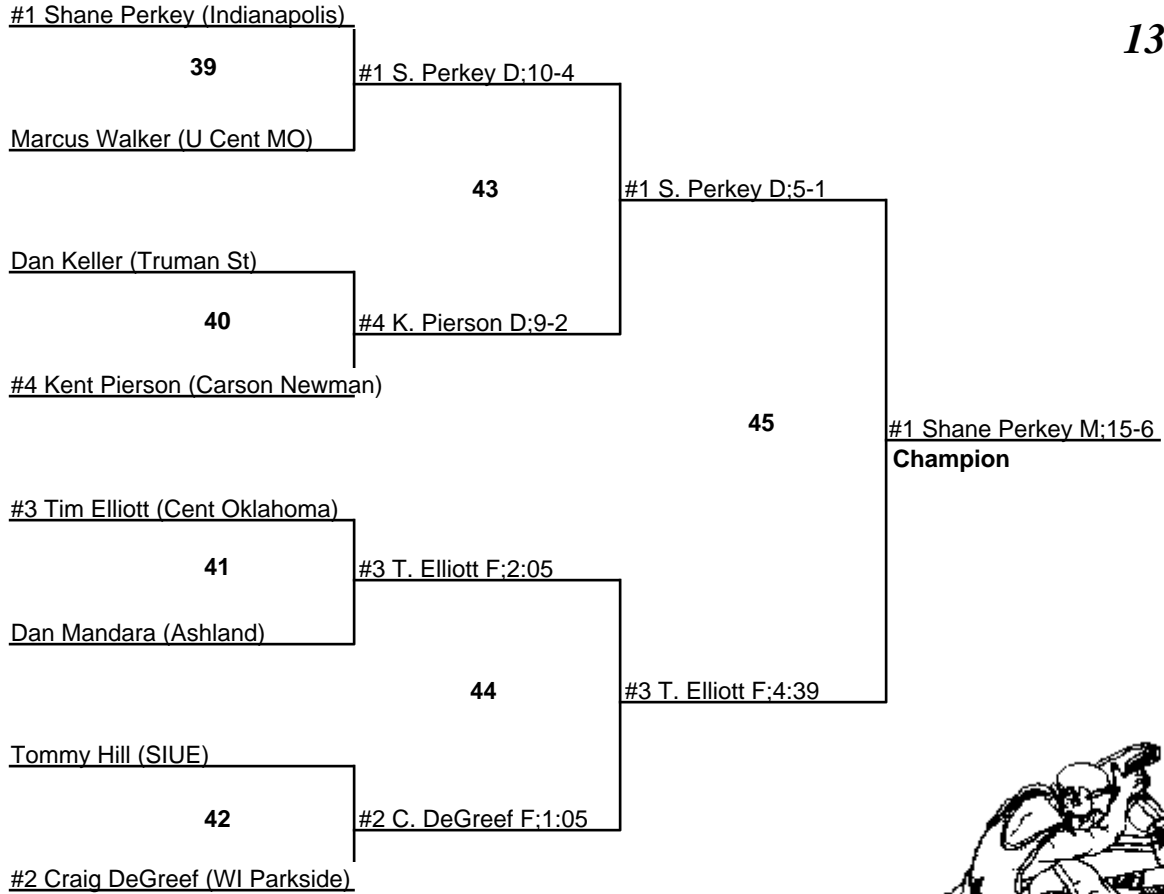 #1 Shane Perkey (Indianapolis)
13
39
#1 S. Perkey D;10-4
Marcus Walker (U Cent MO)
43
#1 S. Perkey D;5-1
Dan Keller (Truman St)
40
#4 K. Pierson D;9-2
#4 Kent Pierson (Carson Newman)
45
#1 Shane Perkey M;15-6
Champion
#3 Tim Elliott (Cent Oklahoma)
41
#3 T. Elliott F;2:05
Dan Mandara (Ashland)
44
#3 T. Elliott F;4:39
Tommy Hill (SIUE)
42
#2 C. DeGreef F;1:05
#2 Craig DeGreef (WI Parkside)